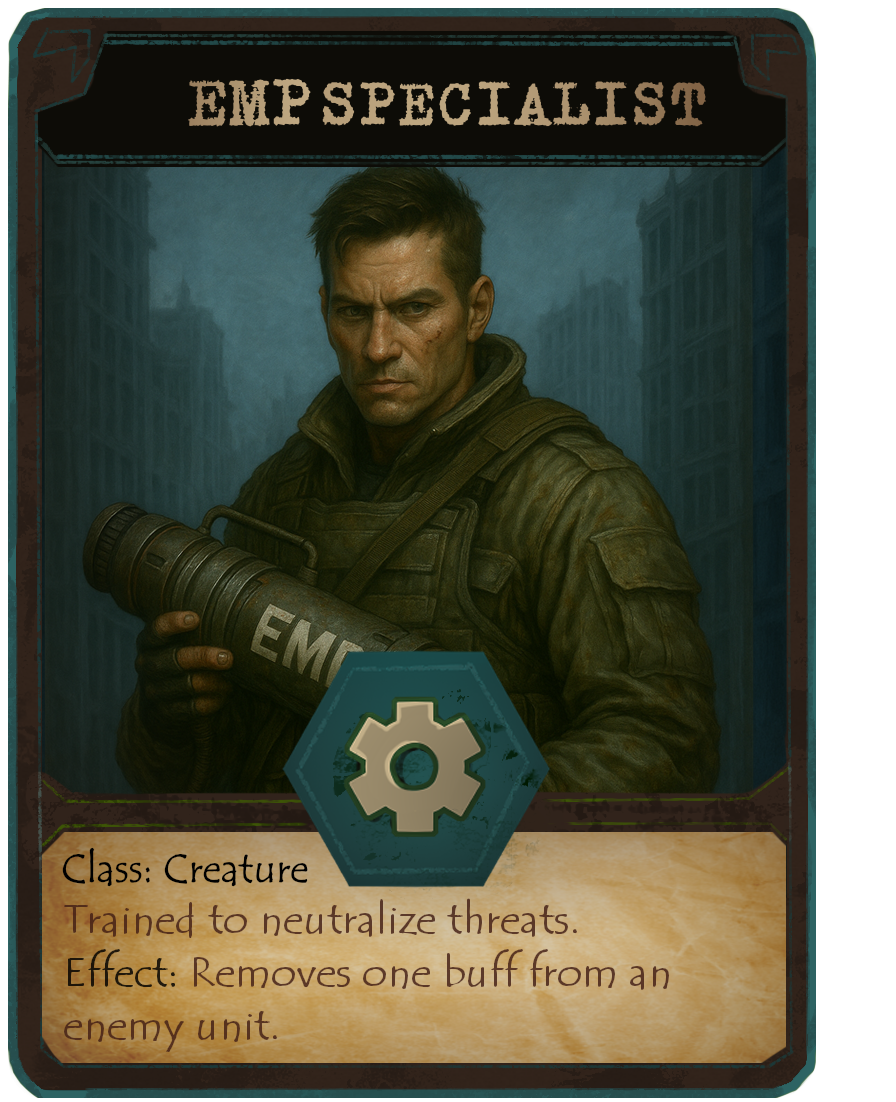 EMP SPECIALIST
EMP
Class: Creature
Trained to neutralize threats.
Effect: Removes one buff from an
enemy unit.